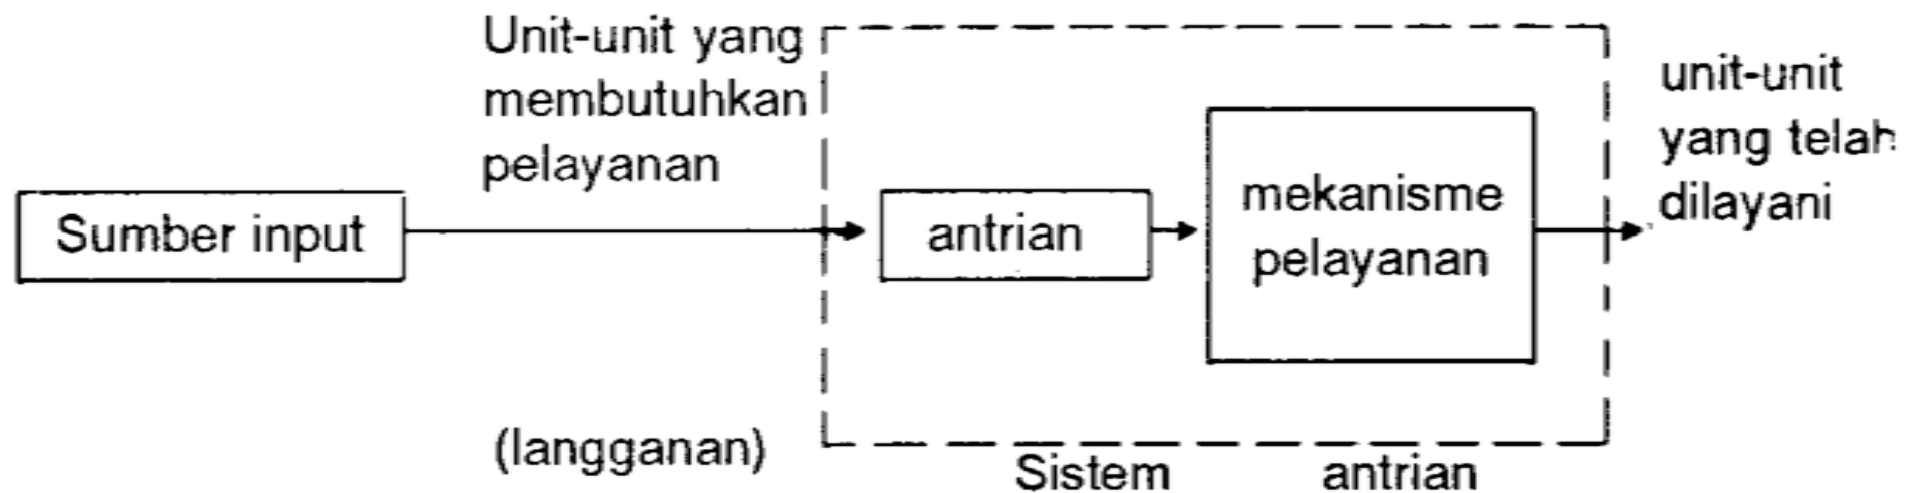 Unit-unit yang
membutuhkan
pelayanan
unit-unit
yang telah
dilayani
Sumber input
antrian
mekanisme
pelayanan
(langganan)
Sistem antrian